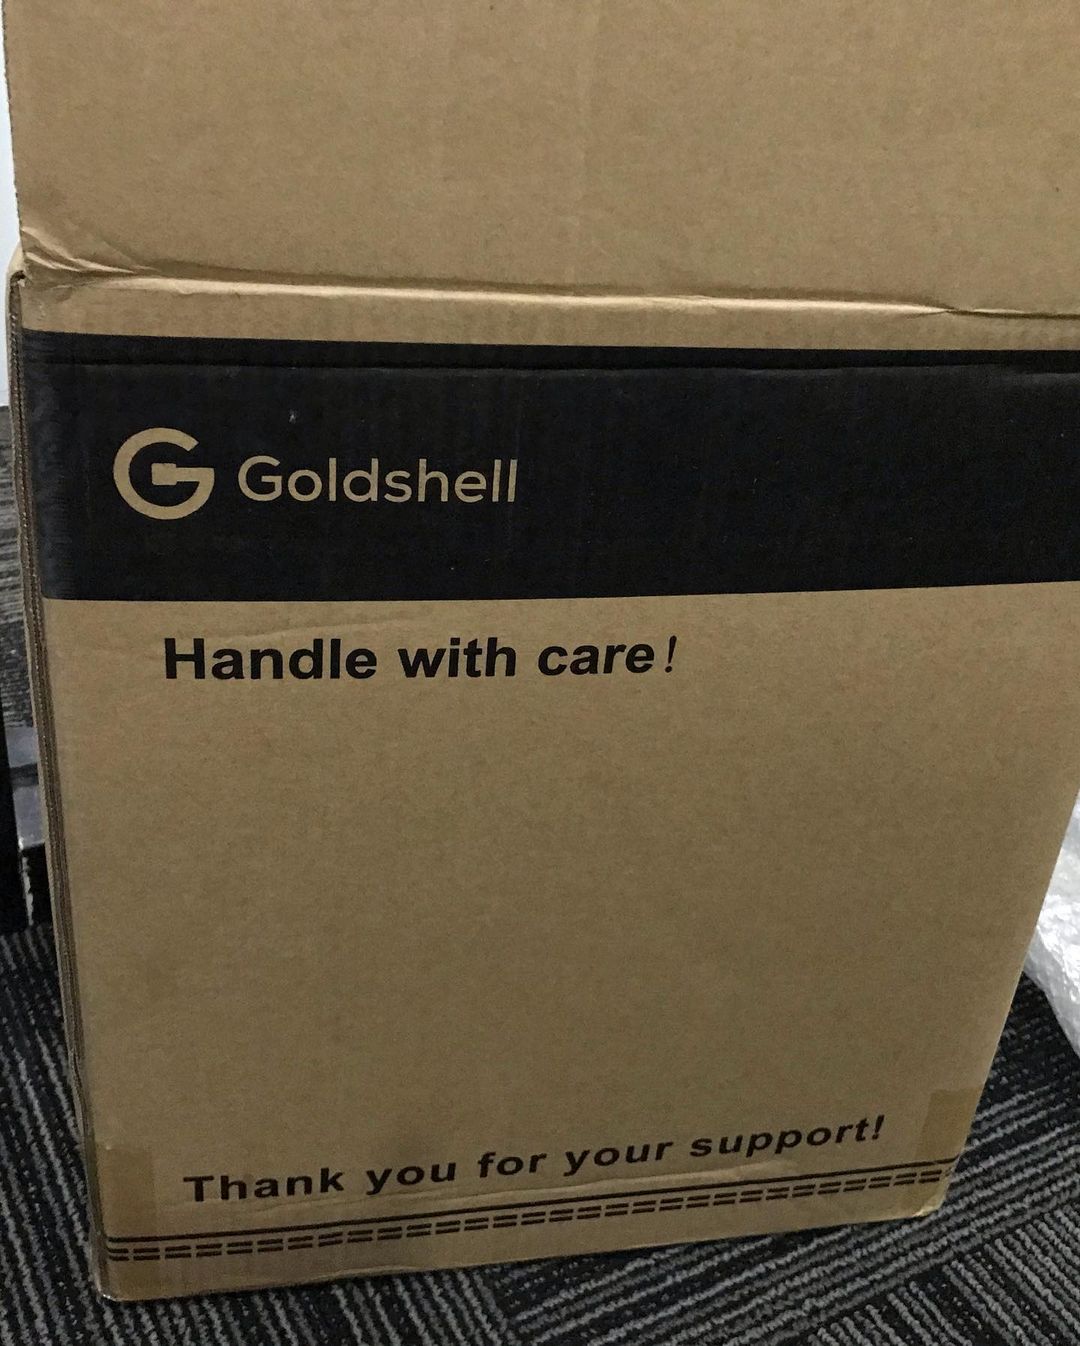 Goldshell
Handle with care!
Thank you for your support!